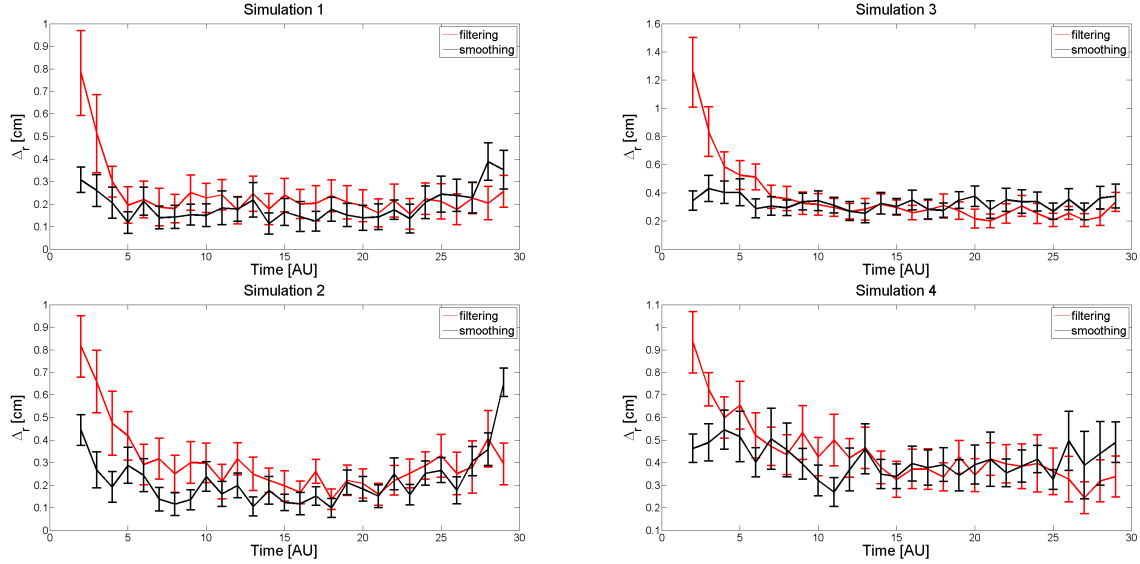 Simulation 1
1
0.9
0.8
0.7
0.6
0.5
0.4
0.3
0.2
0.1
0
Δr [cm]
0 5 10 15 20 25 30
Time [AU]
filtering
smoothing
Simulation 3
1.6
1.4
1.2
1
0.8
0.6
0.4
0.2
0
Δr [cm]
0 5 10 15 20 25 30
Time [AU]
filtering
smoothing
Simulation 2
1
0.9
0.8
0.7
0.6
0.5
0.4
0.3
0.2
0.1
0
Δr [cm]
0 5 10 15 20 25 30
Time [AU]
filtering
smoothing
Simulation 4
1.1
1
0.9
0.8
0.7
0.6
0.5
0.4
0.3
0.2
0.1
Δr [cm]
0 5 10 15 20 25 30
Time [AU]
filtering
smoothing